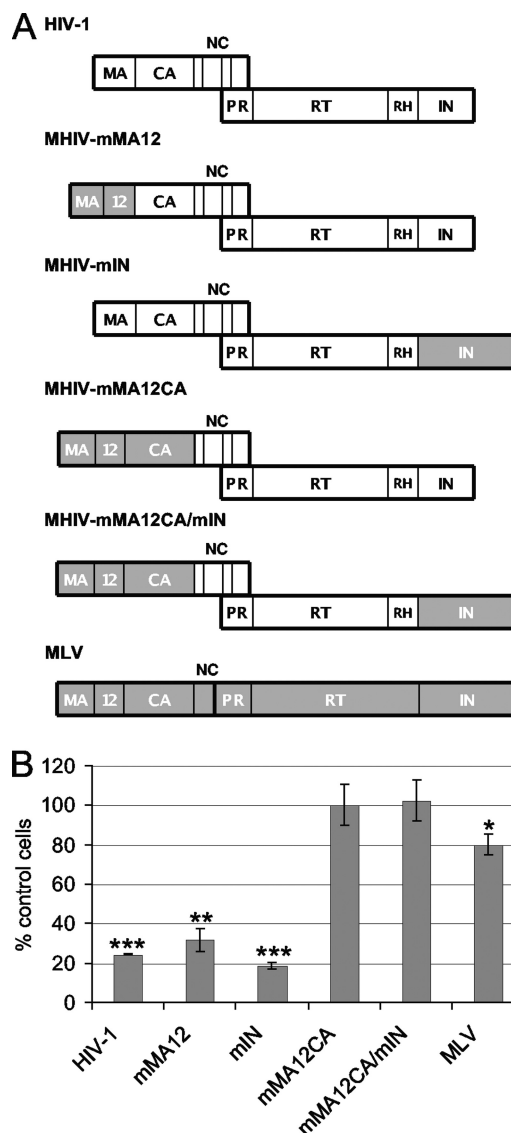 A
HIV-1
NC
MA CA
PR RT RH IN
MHIV-mMA12
NC
MA 12 CA
PR RT RH IN
MHIV-mIN
NC
MA CA
PR RT RH IN
MHIV-mMA12CA
NC
MA 12 CA
PR RT RH IN
MHIV-mMA12CA/mIN
NC
MA 12 CA
PR RT RH IN
MLV
NC
MA 12 CA PR RT IN
B
% control cells
120
100
80
60
40
20
0
*** ** *** *
HIV-1 mMA12 mIN mMA12CA mMA12CA/mIN MLV